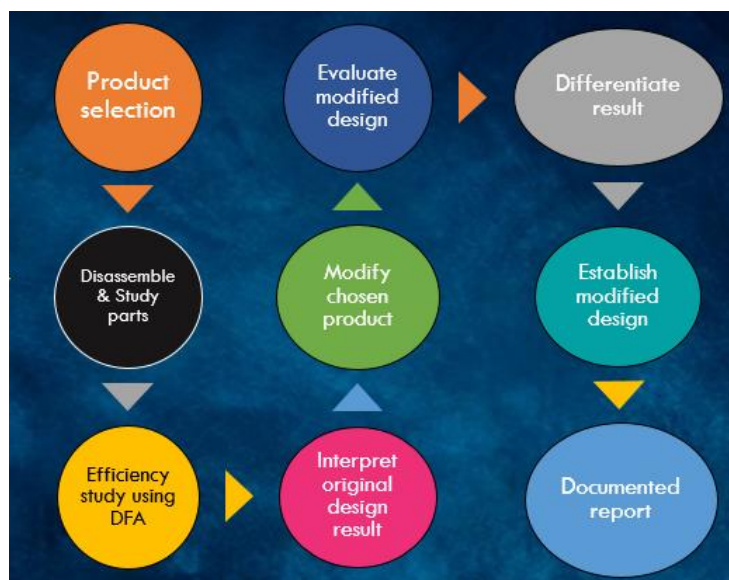 Product
selection
Disassemble
& Study
parts
Efficiency
study using
DFA
Interpret
original
design
result
Modify
chosen
product
Evaluate
modified
design
Differentiate
result
Establish
modified
design
Documented
report